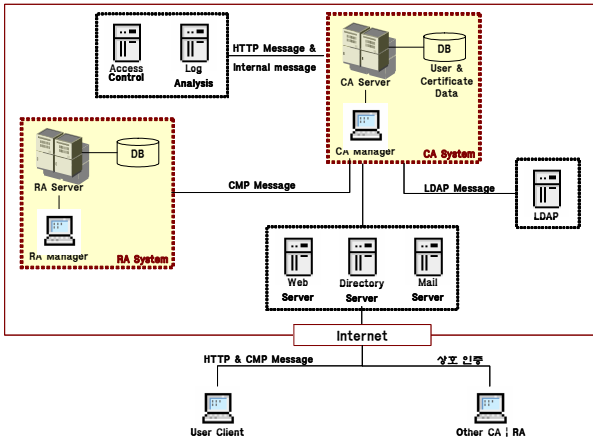 Access
Control
Log
Analysis
HTTP Message &
Internal message
CA Server
DB
User &
Certificate
Data
CA Manager
CA System
RA Server
DB
RA Manager
RA System
CMP Message
LDAP Message
LDAP
Web
Server
Directory
Server
Mail
Server
Internet
HTTP & CMP Message
상호 인증
User Client
Other CA ¦ RA